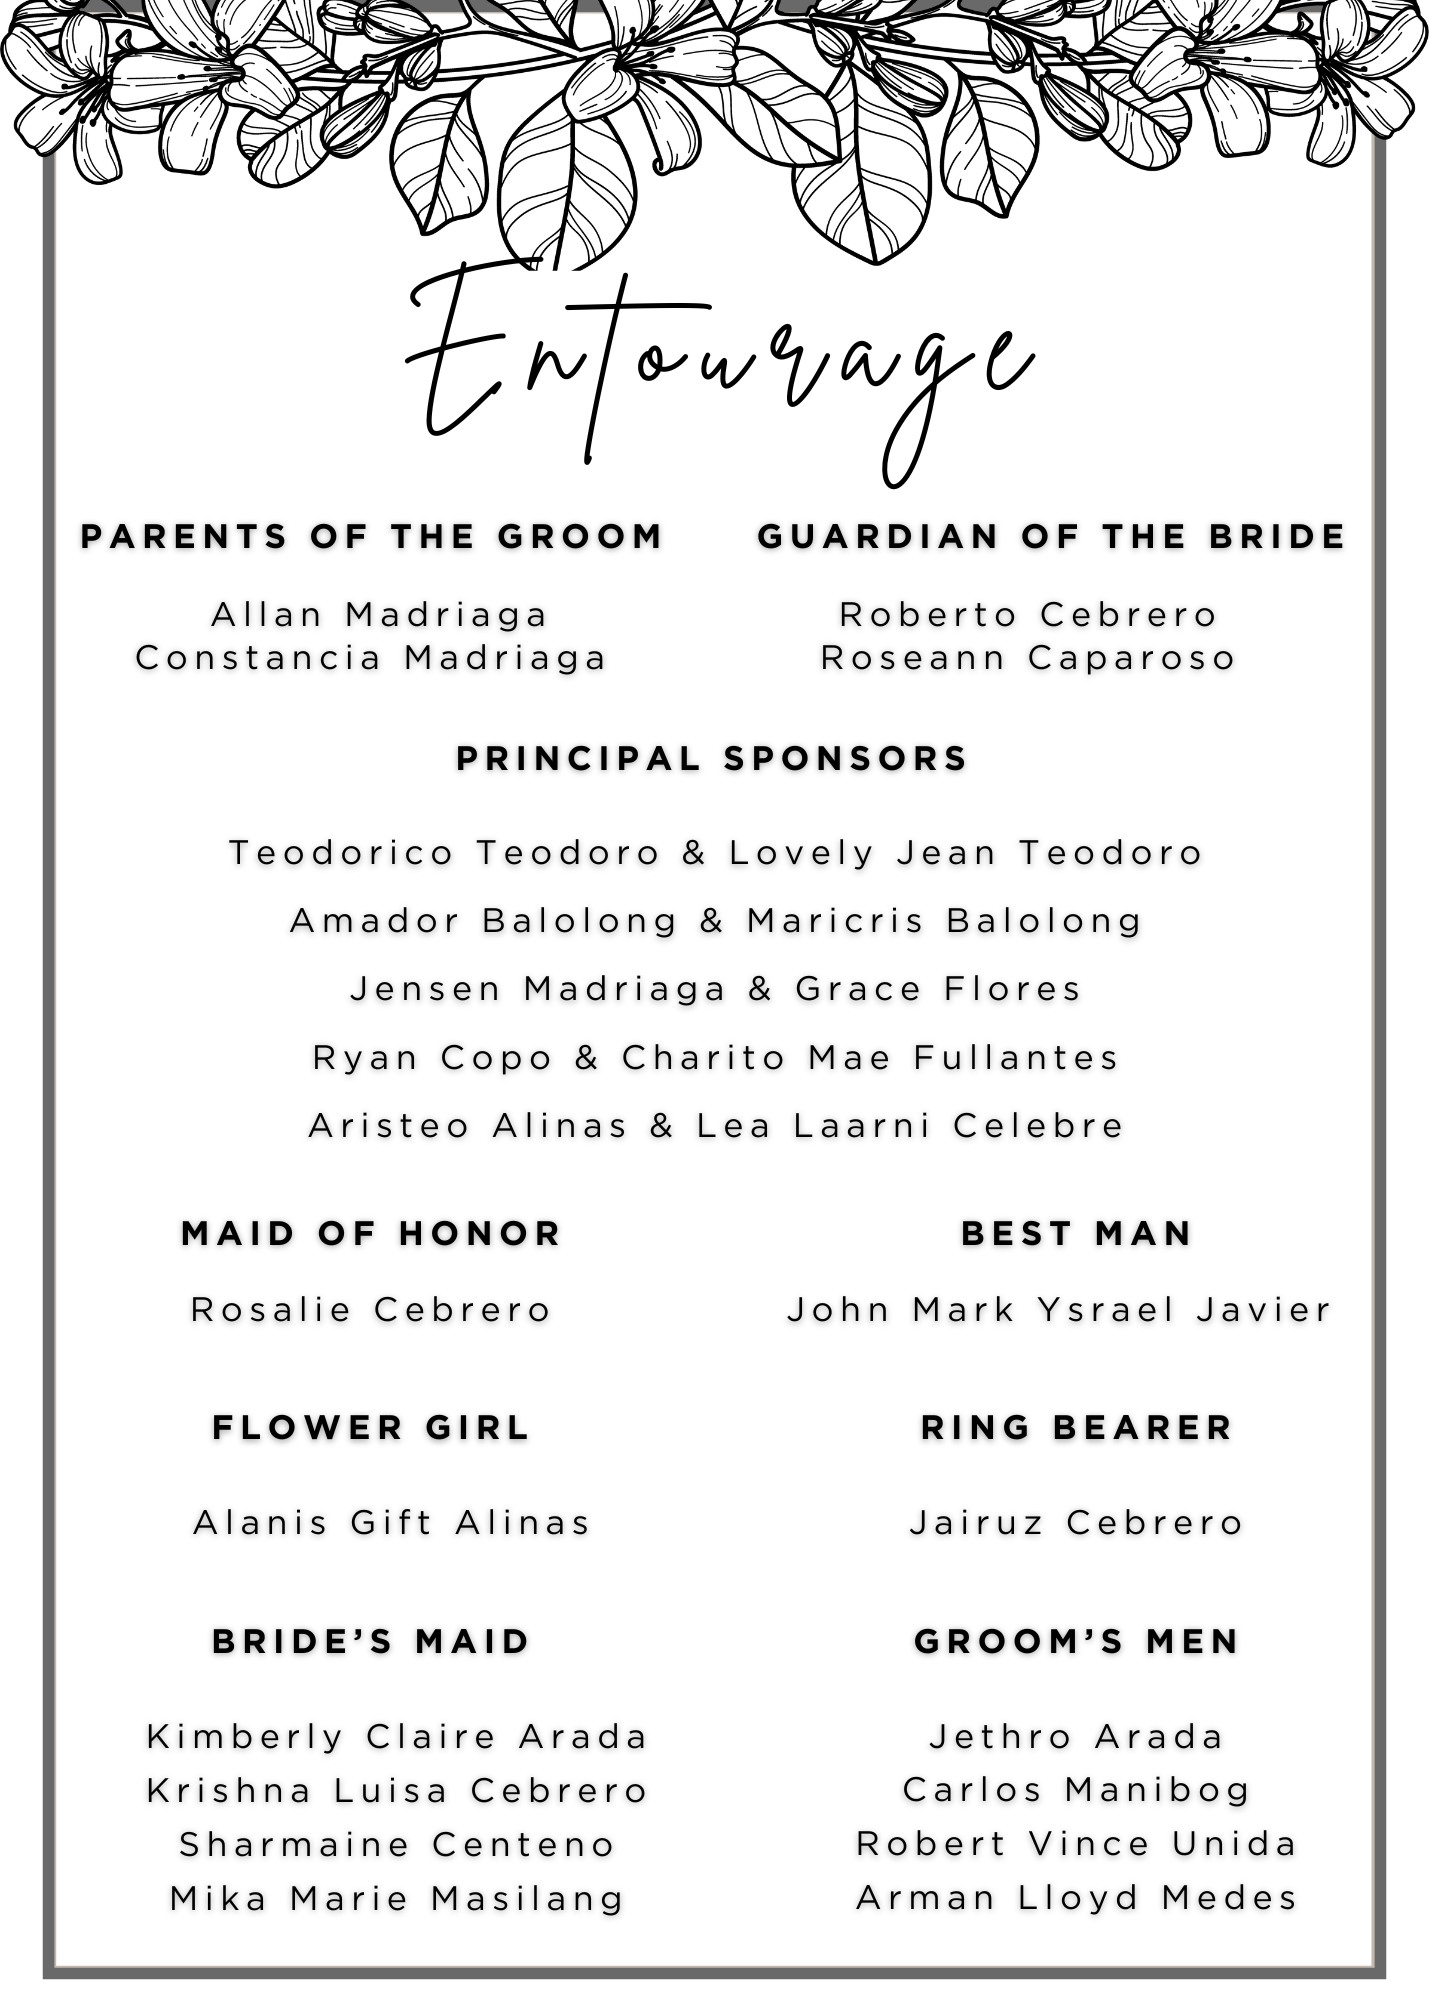 Entourage
PARENTS OF THE GROOM
Allan Madriaga
Constancia Madriaga
GUARDIAN OF THE BRIDE
Roberto Cebrero
Roseann Caparoso
PRINCIPAL SPONSORS
Teodorico Teodoro & Lovely Jean Teodoro
Amador Balolong & Maricris Balolong
Jensen Madriaga & Grace Flores
Ryan Copo & Charito Mae Fullantes
Aristeo Alinas & Lea Laarni Celebre
MAID OF HONOR
Rosalie Cebrero
BEST MAN
John Mark Ysrael Javier
FLOWER GIRL
Alanis Gift Alinas
RING BEARER
Jairuz Cebrero
BRIDE’S MAID
Kimberly Claire Arada
Krishna Luisa Cebrero
Sharmaine Centeno
Mika Marie Masilang
GROOM’S MEN
Jethro Arada
Carlos Manibog
Robert Vince Unida
Arman Lloyd Medes